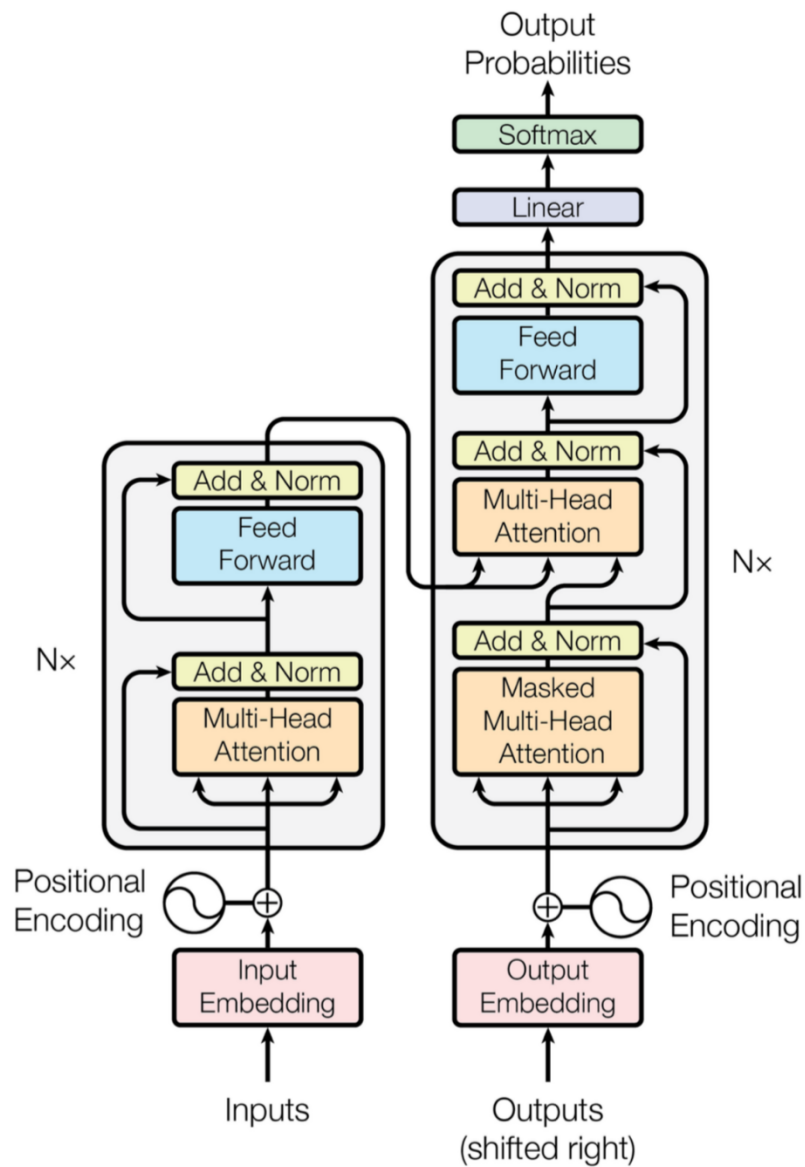 Output
Probabilities
Softmax
Linear
Add & Norm
Feed
Forward
Add & Norm
Multi-Head
Attention
N×
Add & Norm
Masked
Multi-Head
Attention
Add & Norm
Feed
Forward
N×
Add & Norm
Multi-Head
Attention
Positional
Encoding
Positional
Encoding
Input
Embedding
Output
Embedding
Inputs
Outputs
(shifted right)